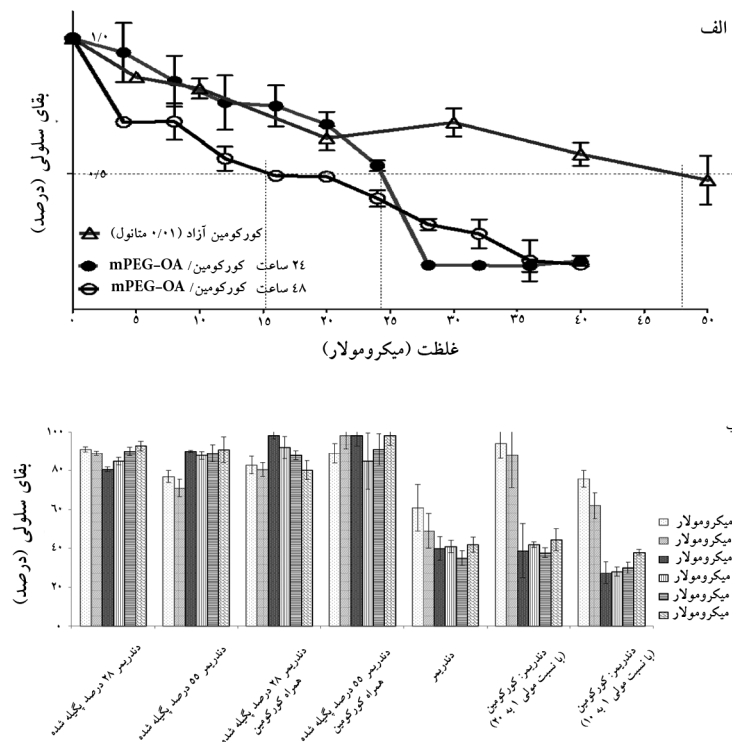 الف
۱/۰
۰/۵
بقای سلولی (درصد)
کورکومین آزاد (۰/۰۱ متانول)
۲۴ ساعت کورکومین/ mPEG-OA
۴۸ ساعت کورکومین/ mPEG-OA
۰ ۵ ۱۰ ۱۵ ۲۰ ۲۵ ۳۰ ۳۵ ۴۰ ۴۵ ۵۰
غلظت (میکرومولار)
۱۰۰
۸۰
۶۰
۴۰
۲۰
۰
بقای سلولی (درصد)
میکرومولار
میکرومولار
میکرومولار
میکرومولار
میکرومولار
میکرومولار
دندریمر ۲۸ درصد پگیله شده
دندریمر ۵۵ درصد پگیله شده
دندریمر ۲۸ درصد پگیله شده
همراه کورکومین
دندریمر ۵۵ درصد پگیله شده
همراه کورکومین
دندریمر
دندریمر: کورکومین
(با نسبت مولی ۱ به ۲۰)
دندریمر: کورکومین
(با نسبت مولی ۱ به ۱۰)